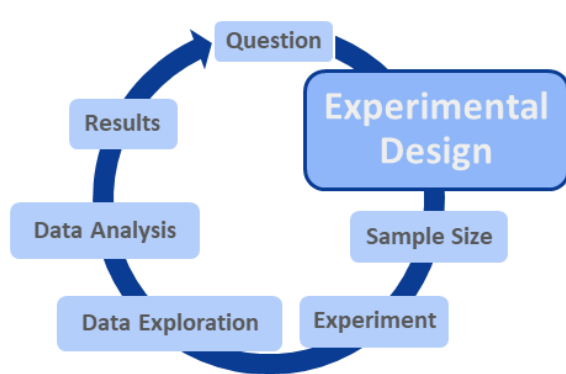 Question
Experimental
Design
Sample Size
Experiment
Data Exploration
Data Analysis
Results